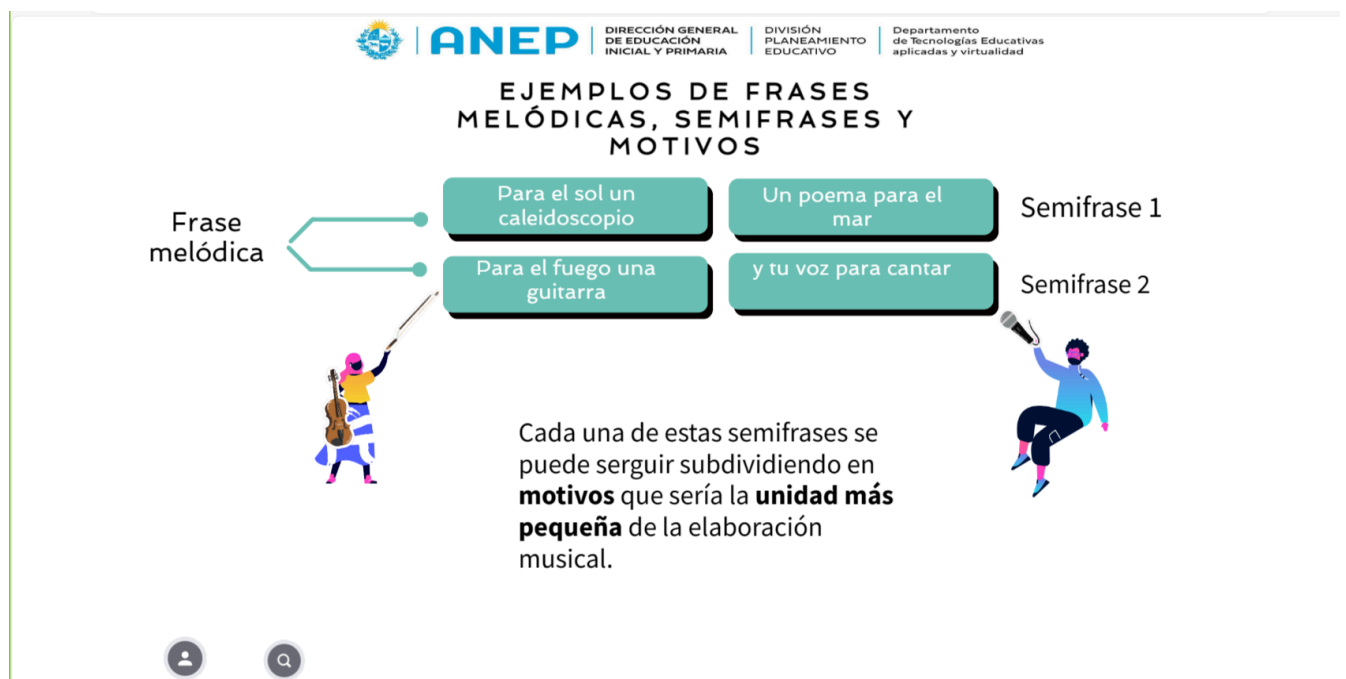 ANEP
DIRECCIÓN GENERAL
DE EDUCACIÓN
INICIAL Y PRIMARIA
DIVISIÓN
PLANEAMIENTO
EDUCATIVO
Departamento
de Tecnologías Educativas
aplicadas y virtualidad
EJEMPLOS DE FRASES
MELÓDICAS, SEMIFRASES Y
MOTIVOS
Frase
melódica
Para el sol un
caleidoscopio
Un poema para el
mar
Semifrase 1
Para el fuego una
guitarra
y tu voz para cantar
Semifrase 2
Cada una de estas semifrases se
puede serguir subdividiendo en
motivos que sería la unidad más
pequeña de la elaboración
musical.